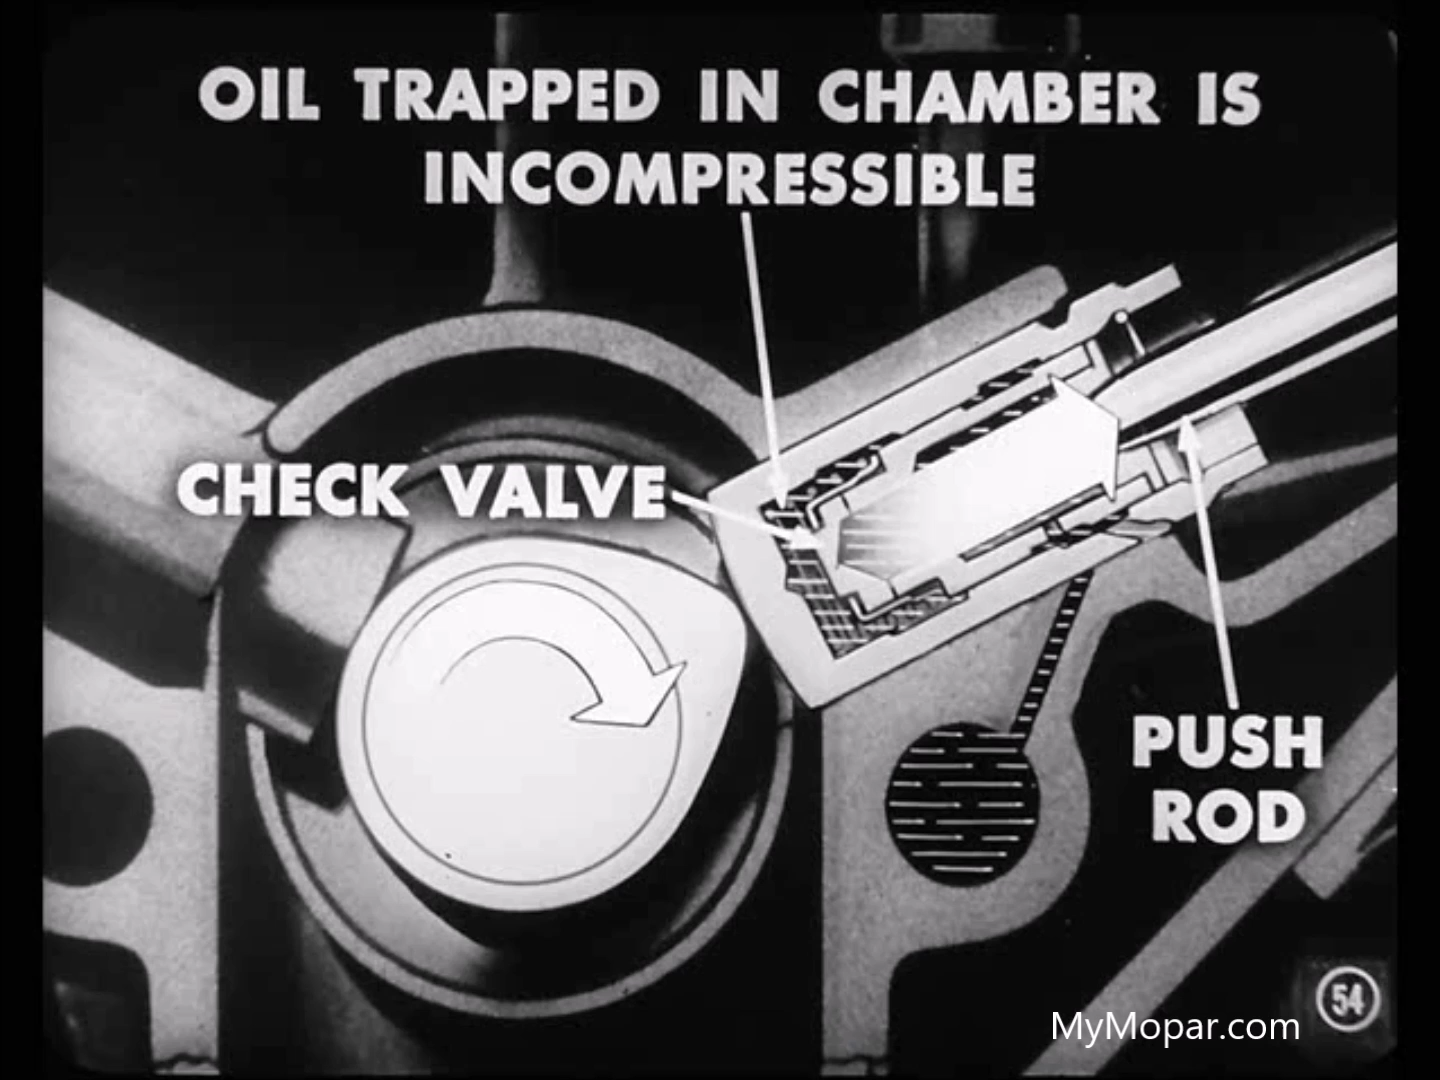 OIL TRAPPED IN CHAMBER IS
INCOMPRESSIBLE
CHECK VALVE
PUSH
ROD
54
MyMopar.com